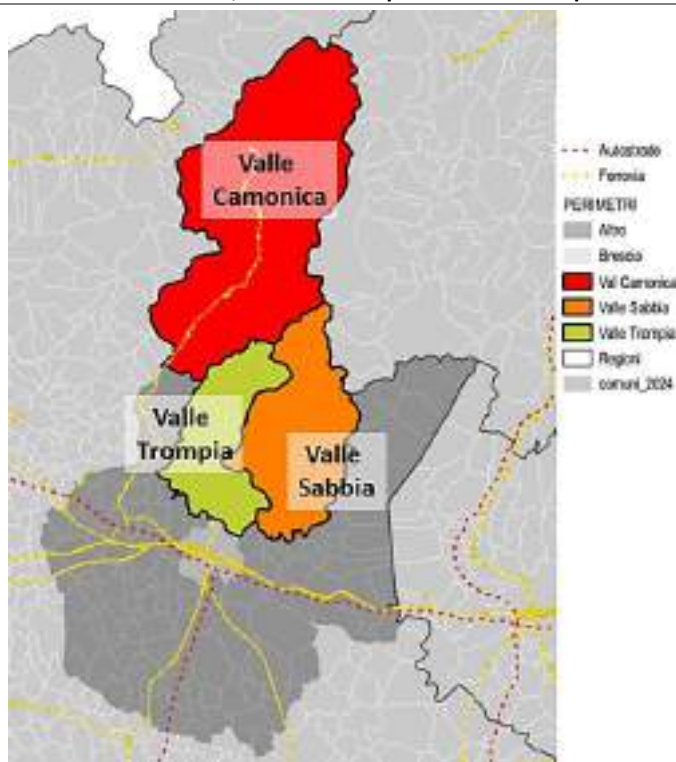 Valle
Camonica
Valle
Trompia
Valle
Sabbia
Autostrade
Ferrovia
PERIMETRI
Altro
Brescia
Val Camonica
Valle Sabbia
Valle Trompia
Regioni
comuni_2024